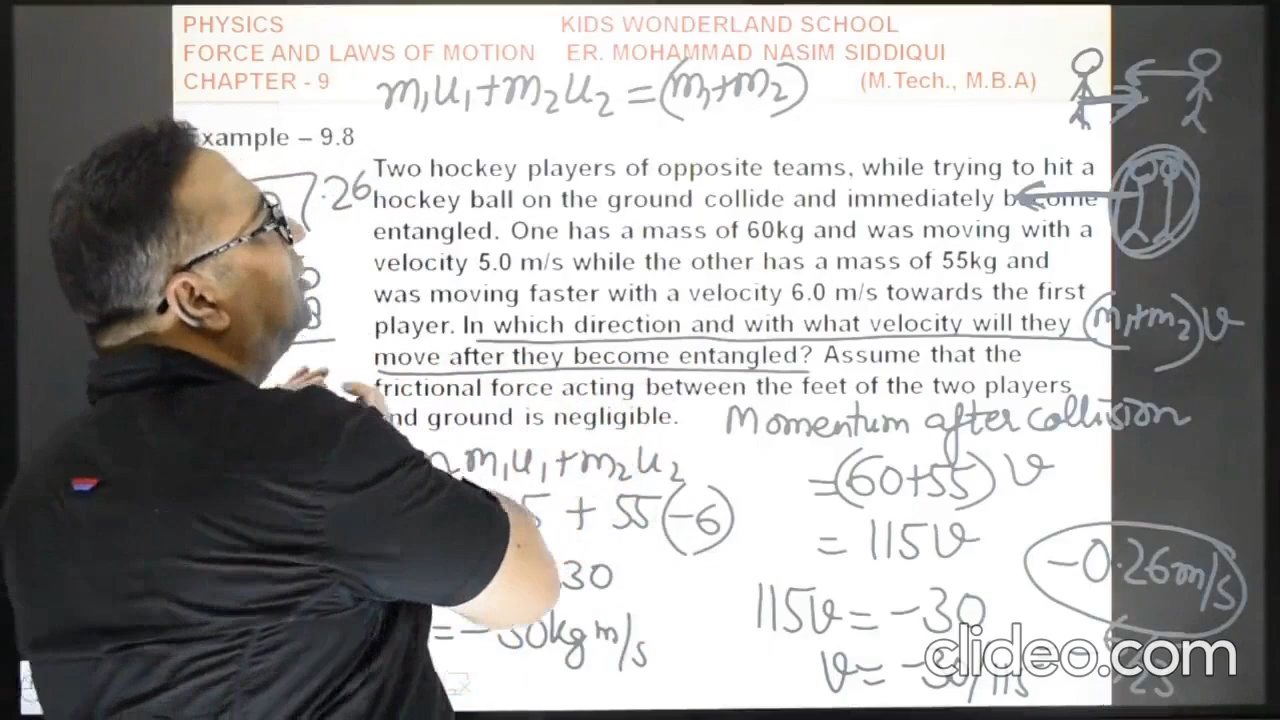 PHYSICS KIDS WONDERLAND SCHOOL
FORCE AND LAWS OF MOTION ER. MOHAMMAD NASIM SIDDIQUI
CHAPTER - 9 (M.Tech., M.B.A)
m₁u₁+m₂u₂=(m₁+m₂)
Example – 9.8
.26
Two hockey players of opposite teams, while trying to hit a
hockey ball on the ground collide and immediately become
entangled. One has a mass of 60kg and was moving with a
velocity 5.0 m/s while the other has a mass of 55kg and
was moving faster with a velocity 6.0 m/s towards the first
player. In which direction and with what velocity will they
move after they become entangled? Assume that the
frictional force acting between the feet of the two players
and ground is negligible.
(m₁+m₂)v
m₁u₁+m₂u₂
5 + 55(-6)
30
= -30kgm/s
Momentum after collision
=(60+55)v
= 115v
115v = -30
v= -30/115
-0.26m/s
clideo.com